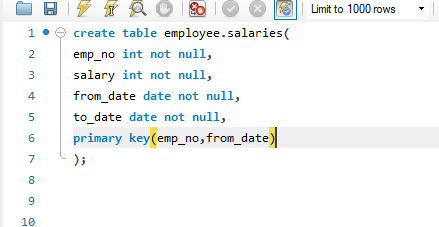 Limit to 1000 rows
1 create table employee.salaries(
2 emp_no int not null,
3 salary int not null,
4 from_date date not null,
5 to_date date not null,
6 primary key(emp_no,from_date)
7 );
8
9
10